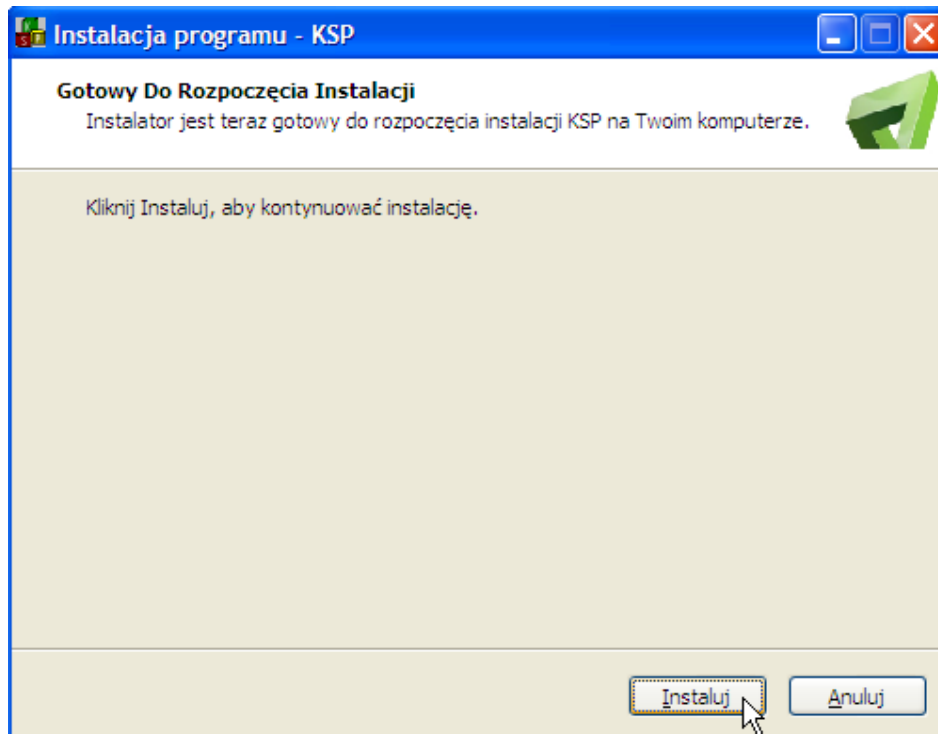 Instalacja programu - KSP
Gotowy Do Rozpoczęcia Instalacji
Instalator jest teraz gotowy do rozpoczęcia instalacji KSP na Twoim komputerze.
Kliknij Instaluj, aby kontynuować instalację.
Instaluj
Anuluj